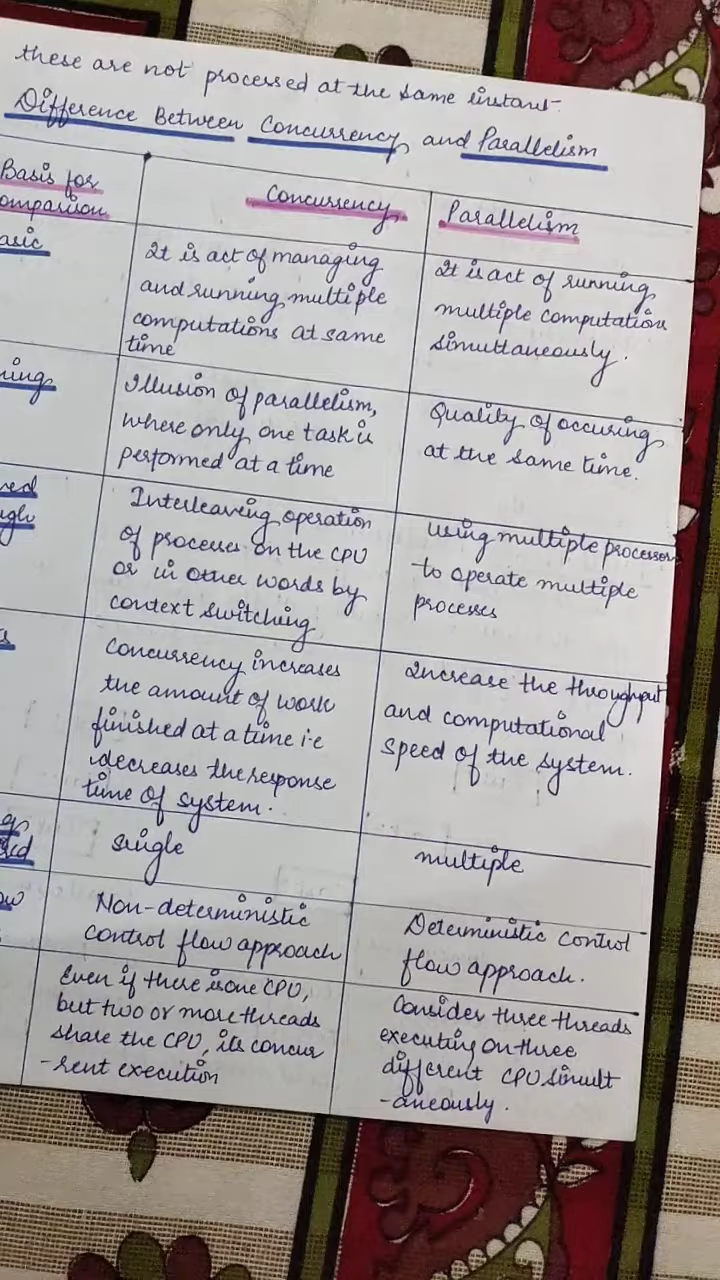 these are not processed at the same instant.
Difference Between Concurrency and Parallelism
Basis for
omparison
Concurrency
Parallelism
asic
It is act of managing
and running multiple
computations at same
time
It is act of running
multiple computations
simultaneously.
ning
Illusion of parallelism,
where only one task is
performed at a time
Quality of occuring
at the same time.
ved
ugh
Interleaving operation
of processes on the CPU
or in other words by
context switching
using multiple processors
to operate multiple
processes
Concurrency increases
the amount of work
finished at a time i.e
decreases the response
time of system.
Increase the throughput
and computational
speed of the system.
single
multiple
Non-deterministic
control flow approach
Deterministic control
flow approach.
Even if there is one CPU,
but two or more threads
share the CPU, its concur
-rent execution
Consider three threads
executing on three
different CPU simult
-aneously.